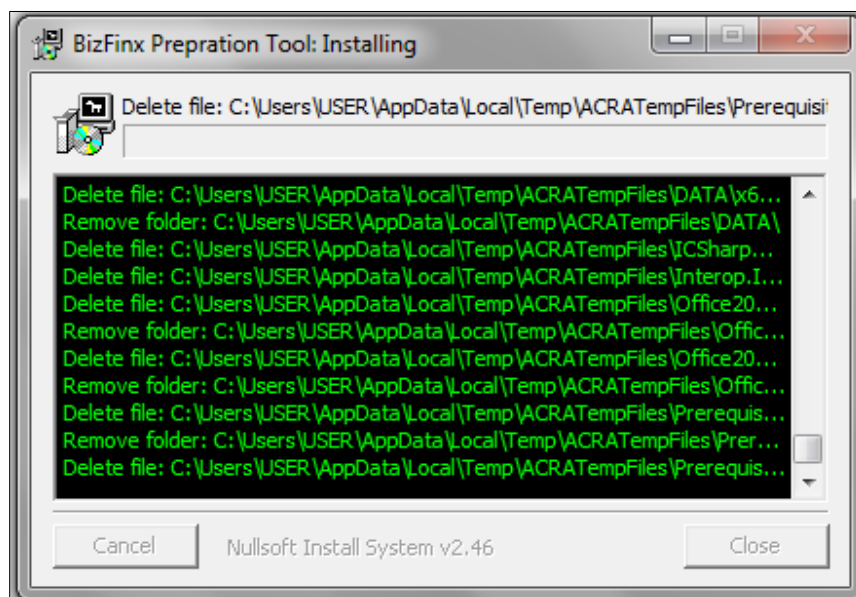 BizFinx Prepration Tool: Installing
Delete file: C:\Users\USER\AppData\Local\Temp\ACRATempFiles\Prerequisit
Delete file: C:\Users\USER\AppData\Local\Temp\ACRATempFiles\DATA\x6...
Remove folder: C:\Users\USER\AppData\Local\Temp\ACRATempFiles\DATA\
Delete file: C:\Users\USER\AppData\Local\Temp\ACRATempFiles\ICSharp...
Delete file: C:\Users\USER\AppData\Local\Temp\ACRATempFiles\Interop.I...
Delete file: C:\Users\USER\AppData\Local\Temp\ACRATempFiles\Office20...
Remove folder: C:\Users\USER\AppData\Local\Temp\ACRATempFiles\Offic...
Delete file: C:\Users\USER\AppData\Local\Temp\ACRATempFiles\Office20...
Remove folder: C:\Users\USER\AppData\Local\Temp\ACRATempFiles\Offic...
Delete file: C:\Users\USER\AppData\Local\Temp\ACRATempFiles\Prerequis...
Remove folder: C:\Users\USER\AppData\Local\Temp\ACRATempFiles\Prer...
Delete file: C:\Users\USER\AppData\Local\Temp\ACRATempFiles\Prerequis...
Cancel Nullsoft Install System v2.46 Close